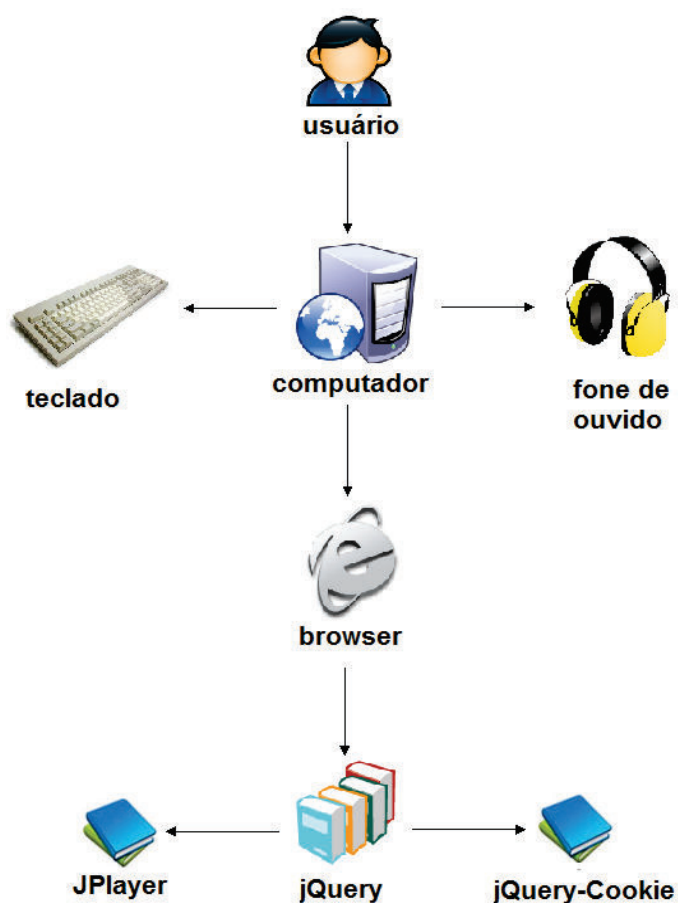 usuário
teclado
computador
fone de
ouvido
browser
JPlayer
jQuery
jQuery-Cookie